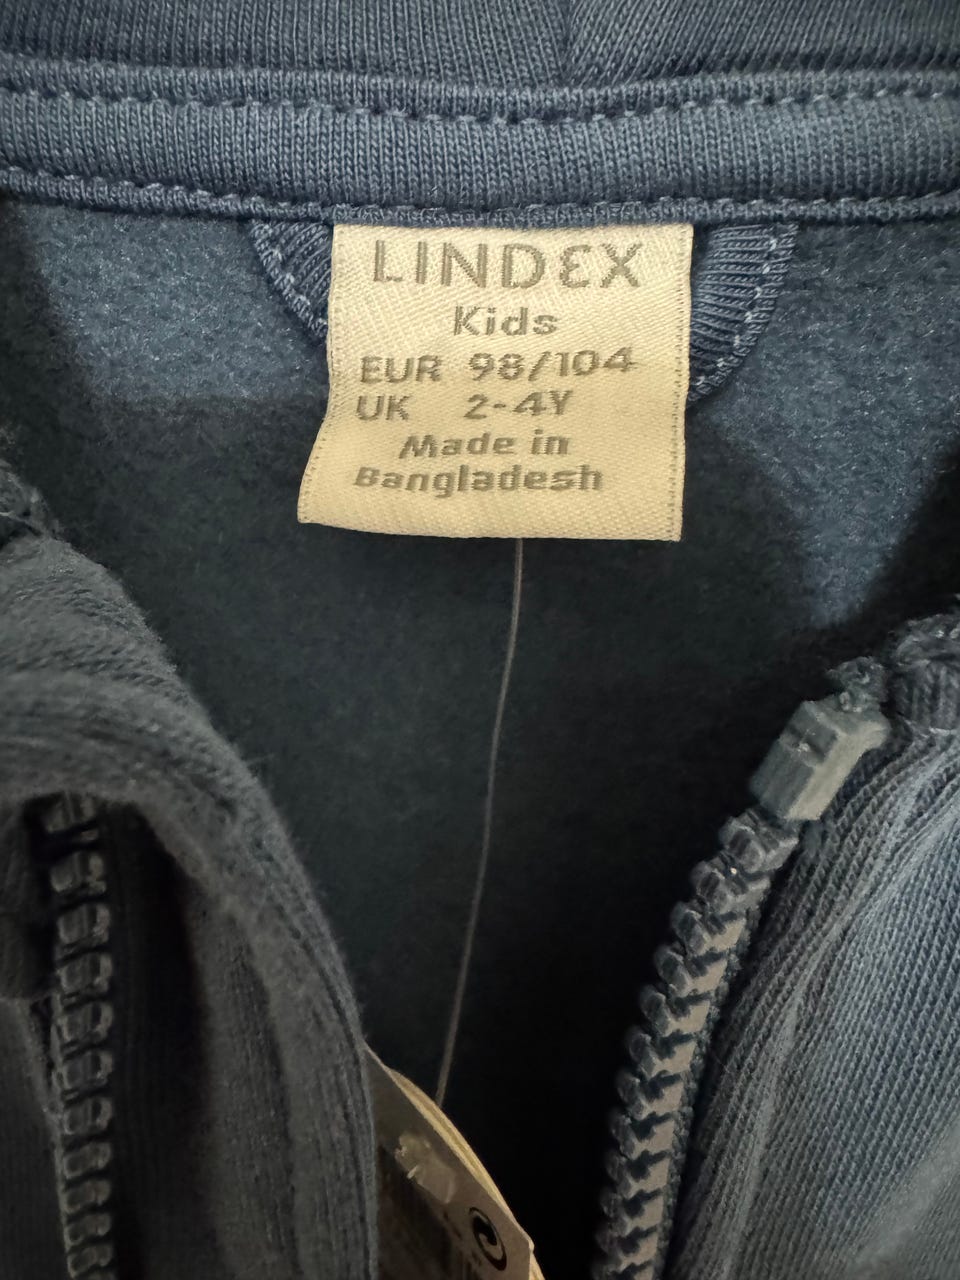 LINDEX
Kids
EUR 98/104
UK 2-4Y
Made in
Bangladesh